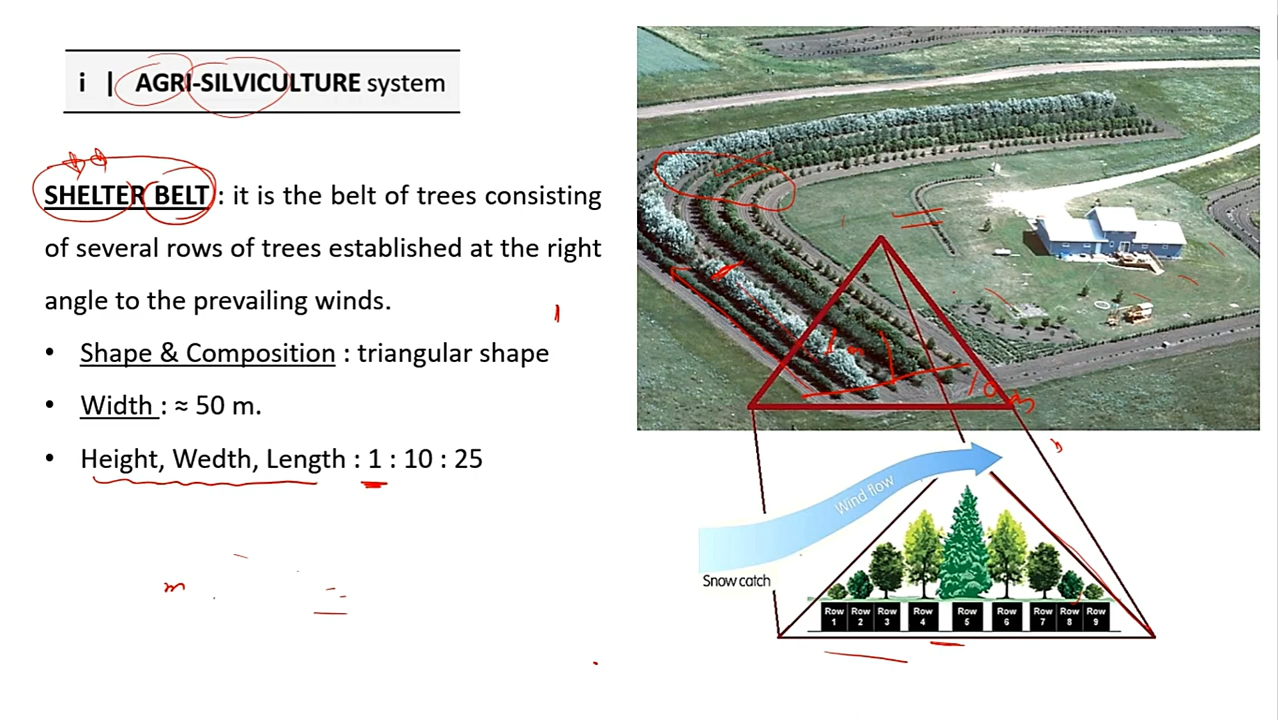 i | AGRI-SILVICULTURE system
SHELTER BELT : it is the belt of trees consisting
of several rows of trees established at the right
angle to the prevailing winds.
• Shape & Composition : triangular shape
• Width : ≈ 50 m.
• Height, Wedth, Length : 1 : 10 : 25
m
1 m
10 m
Wind flow
Snow catch
Row Row Row Row Row Row Row Row Row
1 2 3 4 5 6 7 8 9